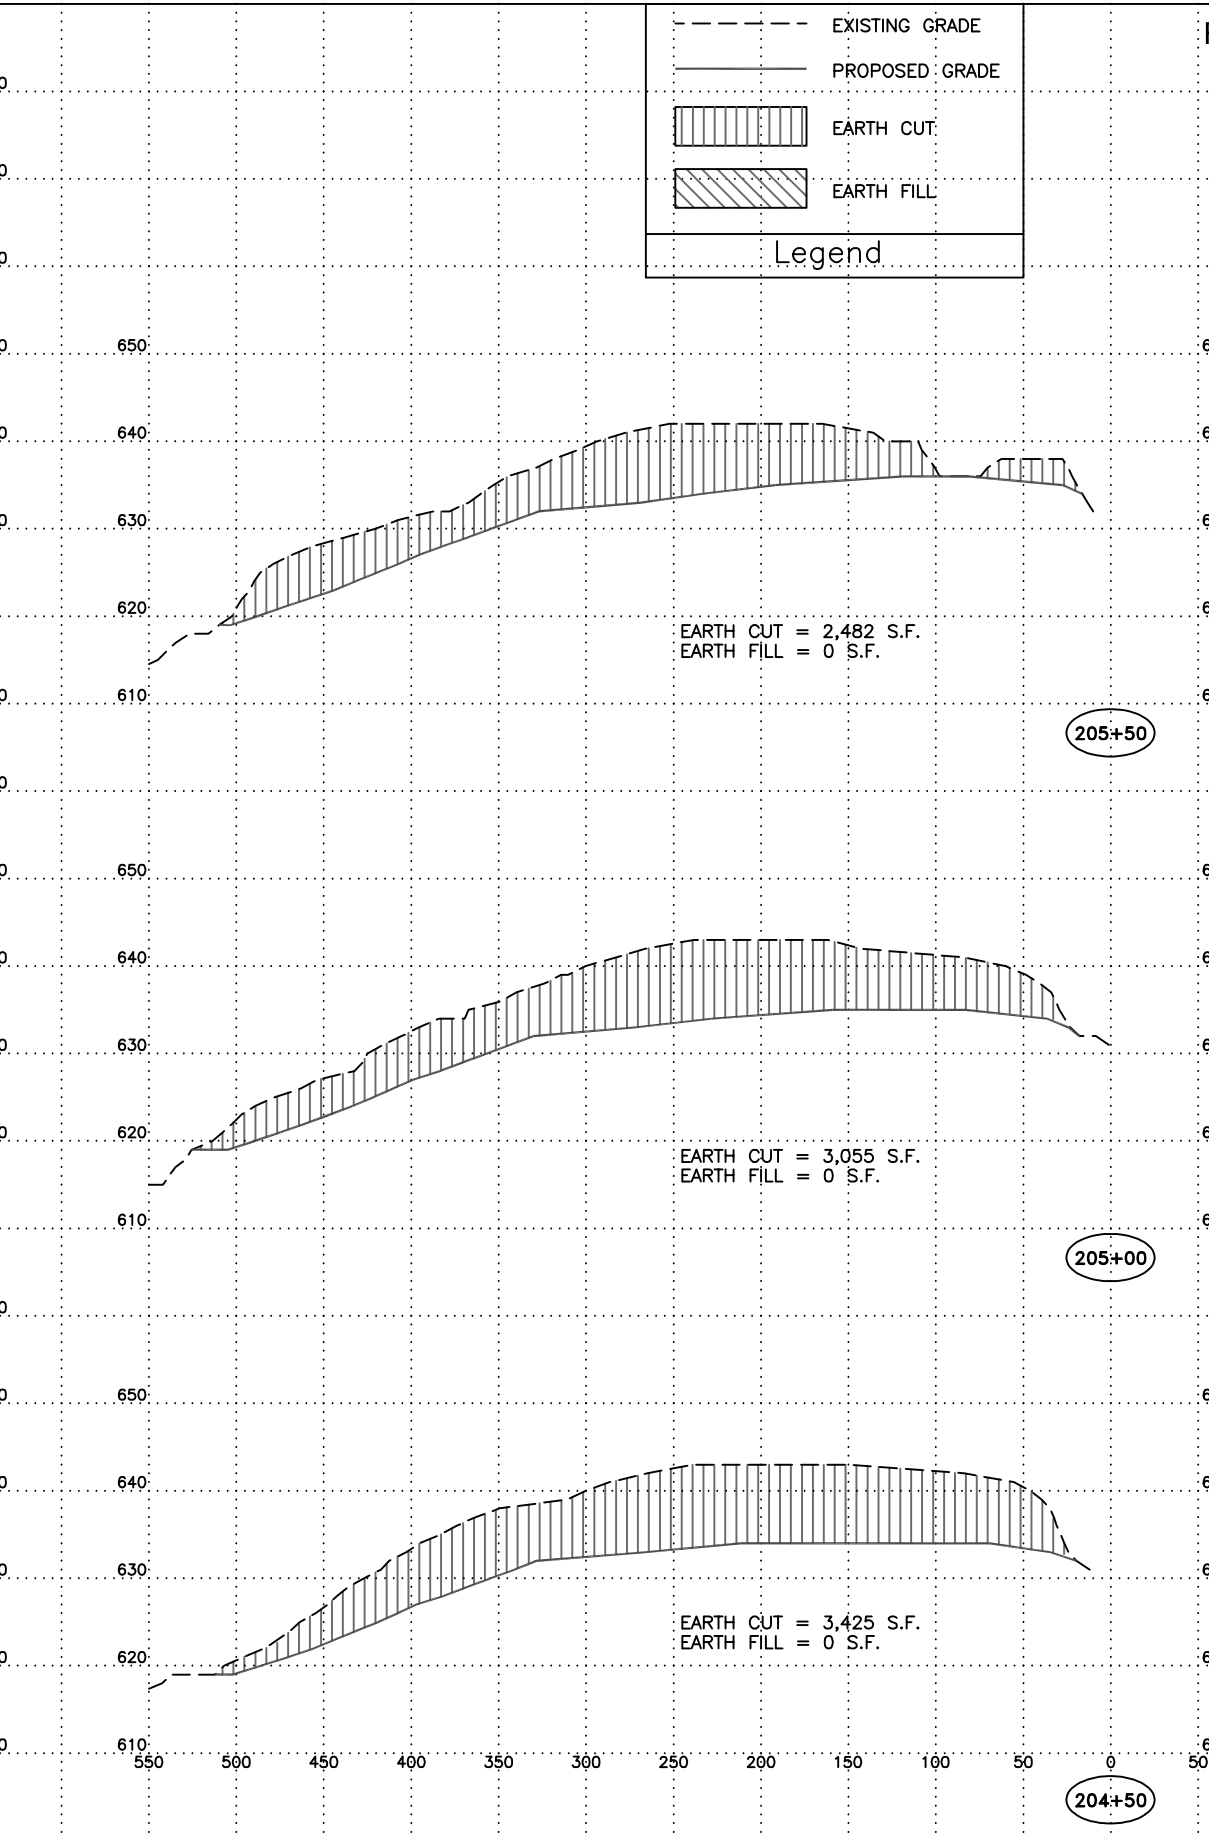 EXISTING GRADE
PROPOSED GRADE
EARTH CUT
EARTH FILL
Legend
650
640
630
620
EARTH CUT = 2,482 S.F.
EARTH FILL = 0 S.F.
610
205+50
650
640
630
620
EARTH CUT = 3,055 S.F.
EARTH FILL = 0 S.F.
610
205+00
650
640
630
EARTH CUT = 3,425 S.F.
EARTH FILL = 0 S.F.
620
610
550 500 450 400 350 300 250 200 150 100 50 0 50
204+50